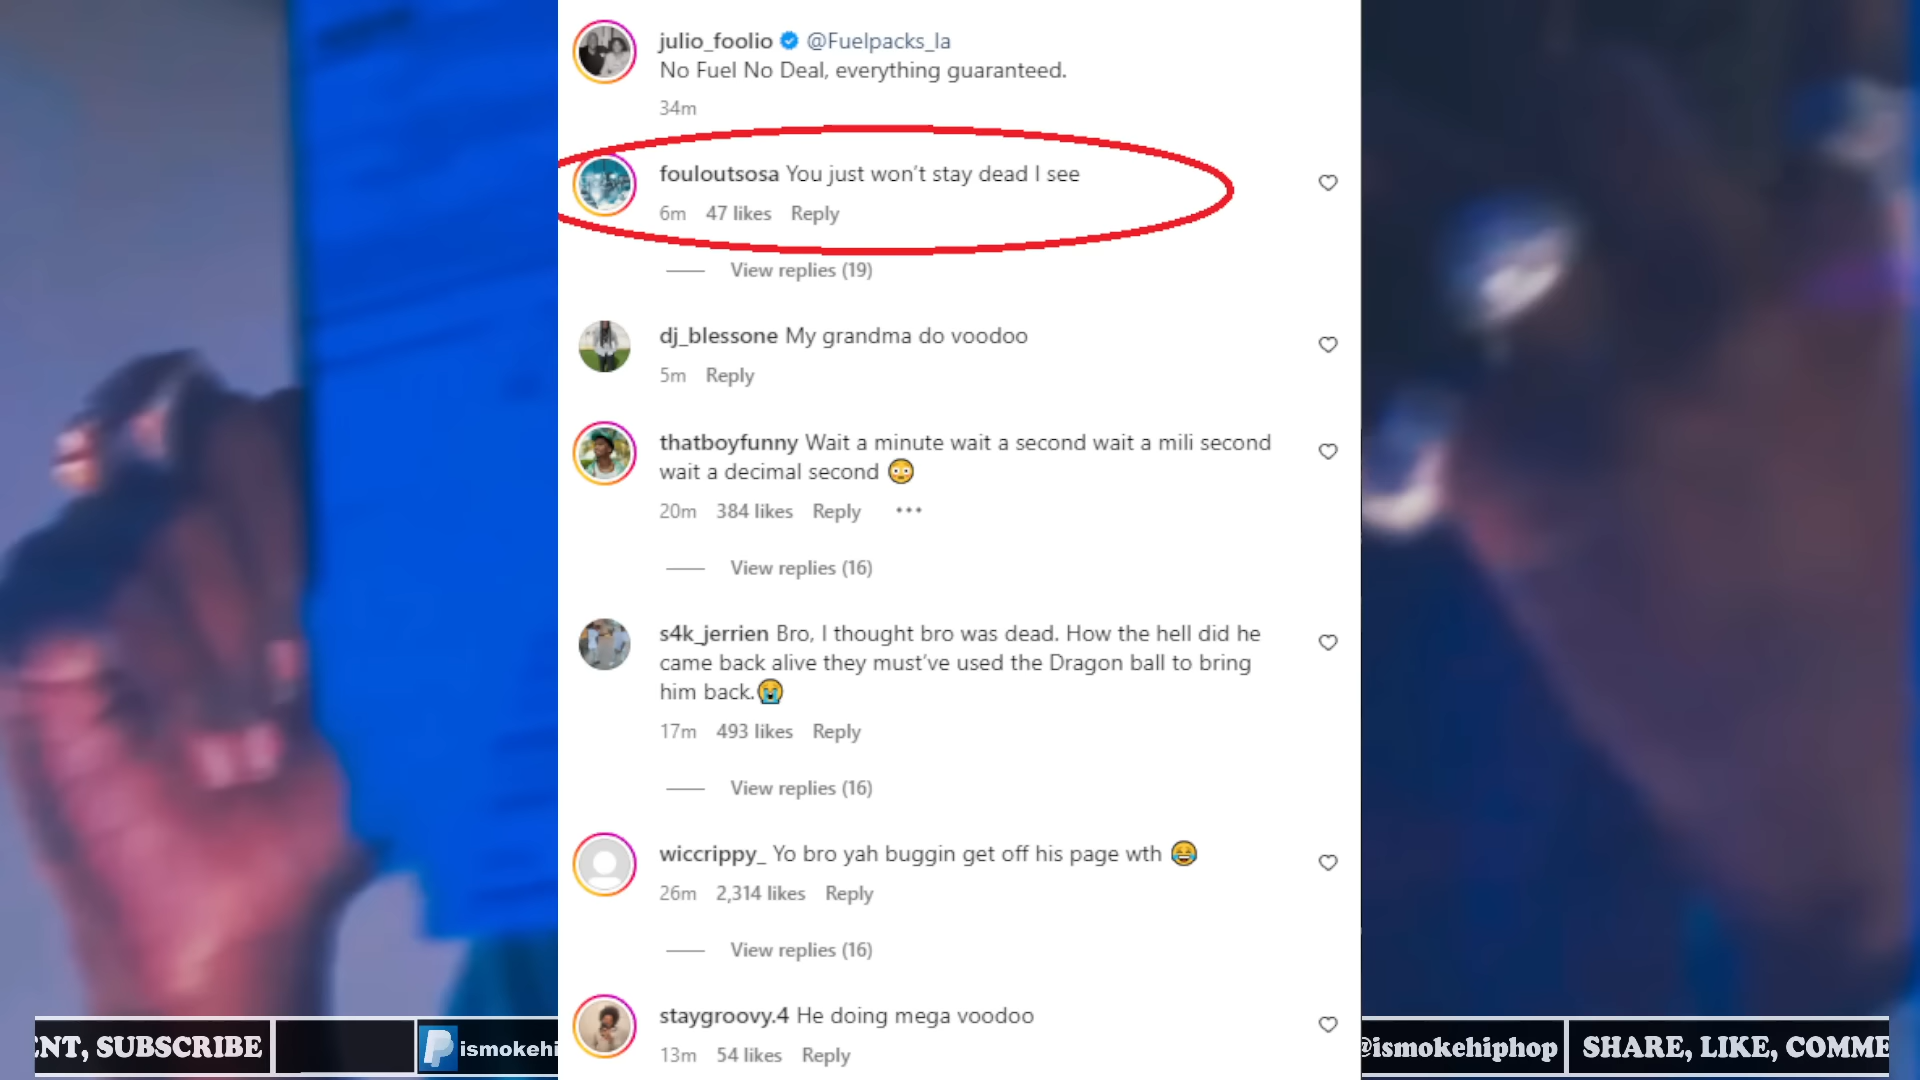 julio_foolio @Fuelpacks_la
No Fuel No Deal, everything guaranteed.
34m
fouloutsosa You just won't stay dead I see
6m 47 likes Reply
View replies (19)
dj_blessone My grandma do voodoo
5m Reply
thatboyfunny Wait a minute wait a second wait a mili second
wait a decimal second 😳
20m 384 likes Reply •••
View replies (16)
s4k_jerrien Bro, I thought bro was dead. How the hell did he
came back alive they must've used the Dragon ball to bring
him back.😭
17m 493 likes Reply
View replies (16)
wiccrippy_ Yo bro yah buggin get off his page wth 😂
26m 2,314 likes Reply
View replies (16)
staygroovy.4 He doing mega voodoo
13m 54 likes Reply
ENT, SUBSCRIBE
ismokehi
@ismokehiphop
SHARE, LIKE, COMME